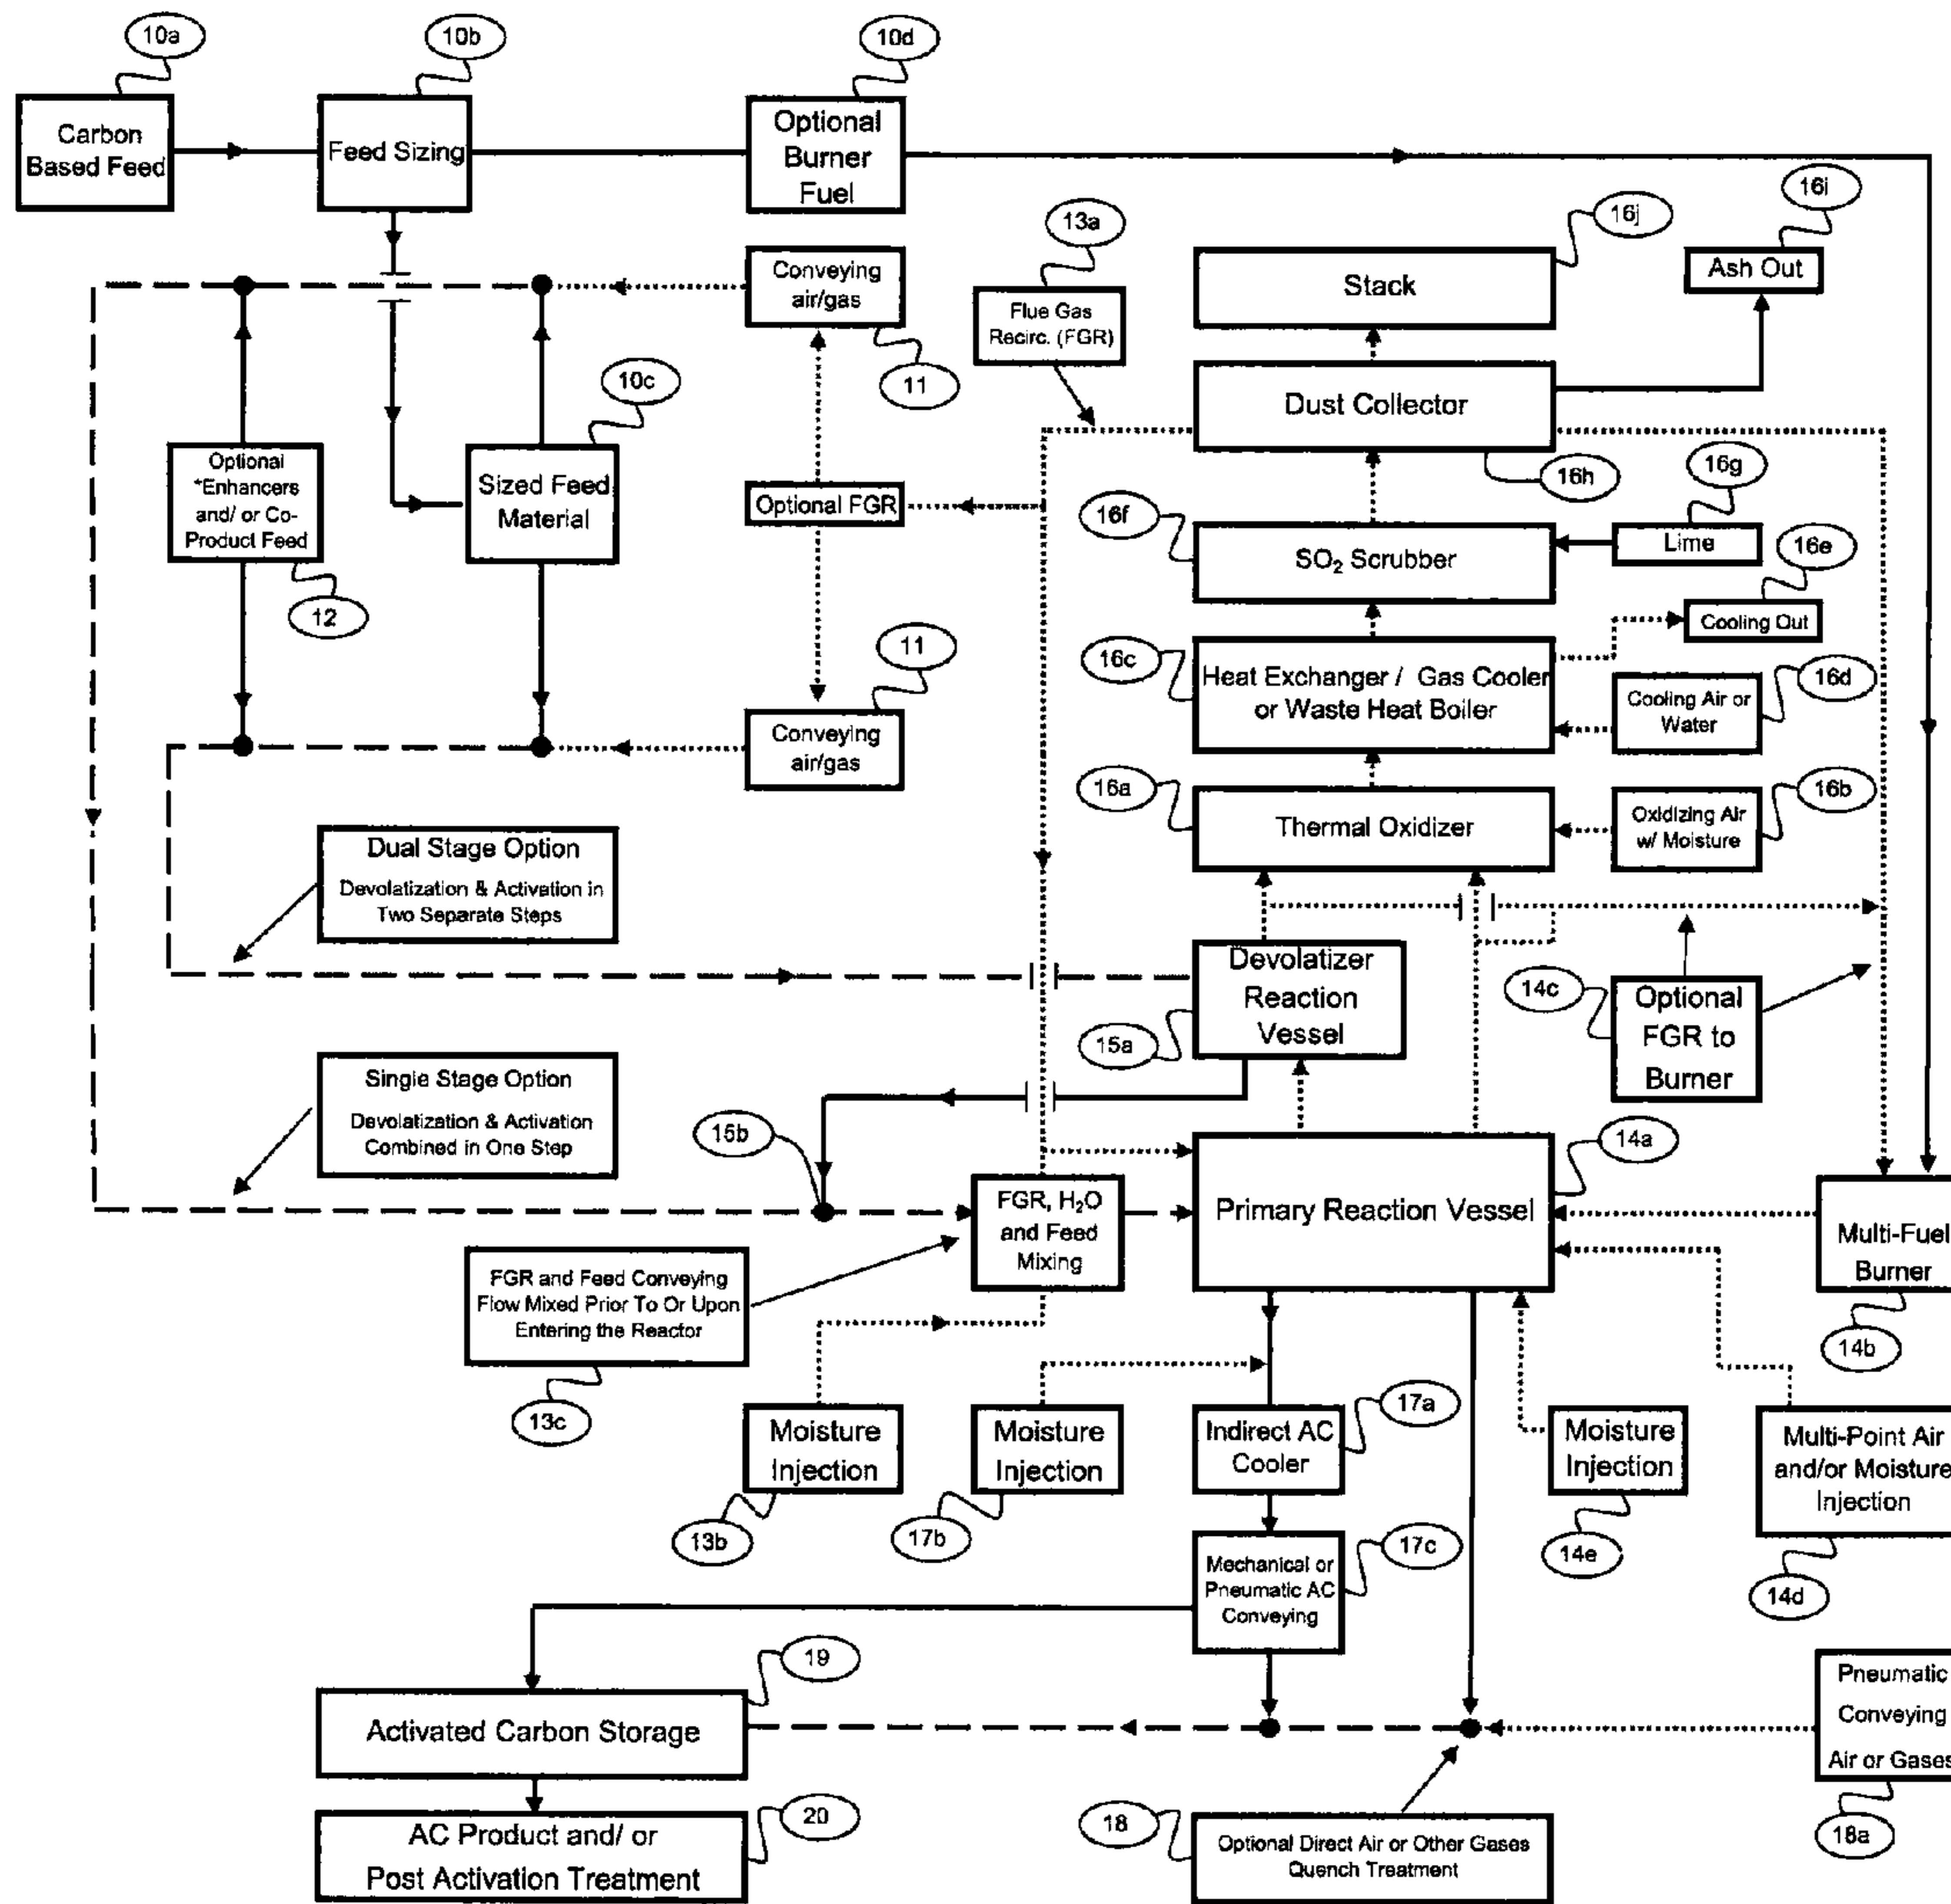 10a
10b
10d
Carbon
Based Feed
Feed Sizing
Optional
Burner
Fuel
13a
16j
16i
Conveying
air/gas
11
Flue Gas
Recirc. (FGR)
Stack
Ash Out
10c
Dust Collector
16h
Optional
*Enhancers
and/ or Co-
Product Feed
12
Sized Feed
Material
Optional FGR
16f
16g
SO₂ Scrubber
Lime
16e
Cooling Out
11
Conveying
air/gas
16c
Heat Exchanger / Gas Cooler
or Waste Heat Boiler
Cooling Air or
Water
16d
16a
Thermal Oxidizer
Oxidizing Air
w/ Moisture
16b
Dual Stage Option
Devolatization & Activation in
Two Separate Steps
Devolatizer
Reaction
Vessel
15a
14c
Optional
FGR to
Burner
Single Stage Option
Devolatization & Activation
Combined in One Step
15b
14a
FGR, H₂O
and Feed
Mixing
Primary Reaction Vessel
Multi-Fuel
Burner
14b
FGR and Feed Conveying
Flow Mixed Prior To Or Upon
Entering the Reactor
13c
Moisture
Injection
13b
Moisture
Injection
17b
Indirect AC
Cooler
17a
Moisture
Injection
14e
Multi-Point Air
and/or Moisture
Injection
14d
Mechanical or
Pneumatic AC
Conveying
17c
19
Activated Carbon Storage
Pneumatic
Conveying
Air or Gases
18a
AC Product and/ or
Post Activation Treatment
20
18
Optional Direct Air or Other Gases
Quench Treatment